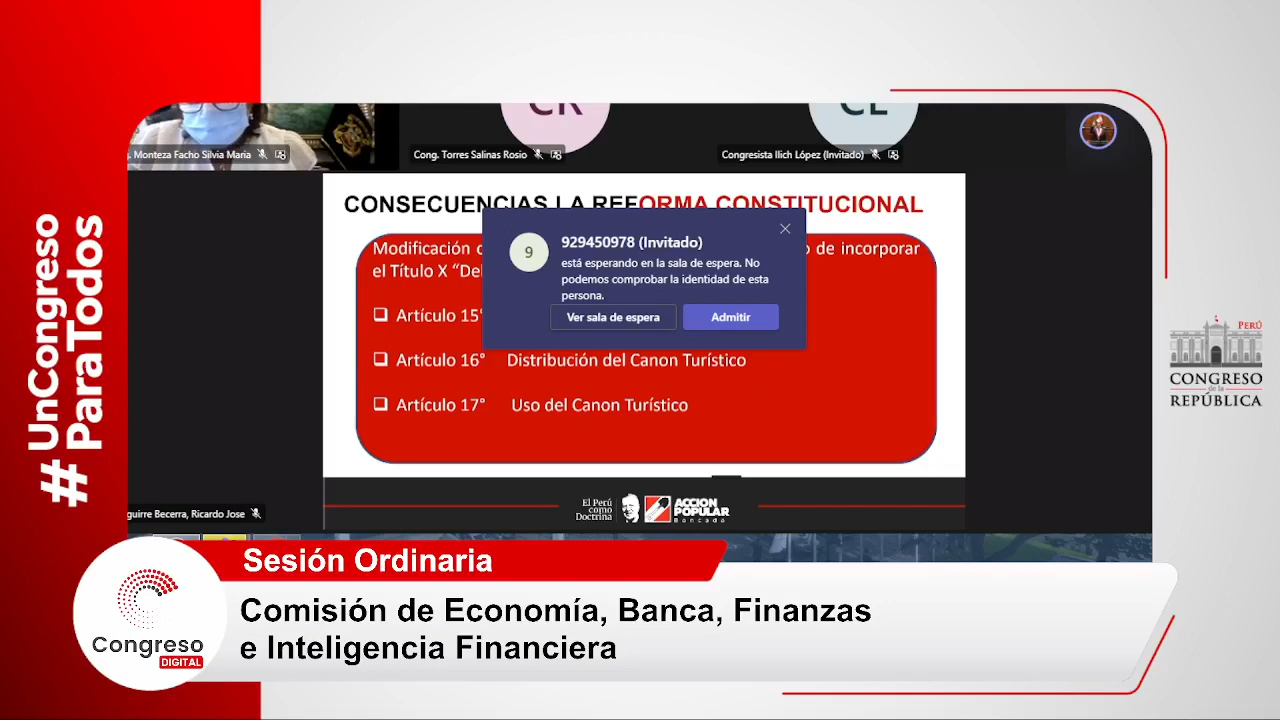 #UnCongreso
ParaTodos
. Monteza Facho Silvia Maria
Cong. Torres Salinas Rosio
Congresista Ilich López (Invitado)
CONSECUENCIAS LA REFORMA CONSTITUCIONAL
Modificación
o de incorporar
el Título X “Del
Artículo 15°
Artículo 16° Distribución del Canon Turístico
Artículo 17° Uso del Canon Turístico
9
929450978 (Invitado)
está esperando en la sala de espera. No
podemos comprobar la identidad de esta
persona.
Ver sala de espera
Admitir
El Perú
como
Doctrina
ACCION
POPULAR
Bancada
guirre Becerra, Ricardo Jose
PERÚ
CONGRESO
de la
REPÚBLICA
Sesión Ordinaria
Comisión de Economía, Banca, Finanzas
e Inteligencia Financiera
Congreso
DIGITAL